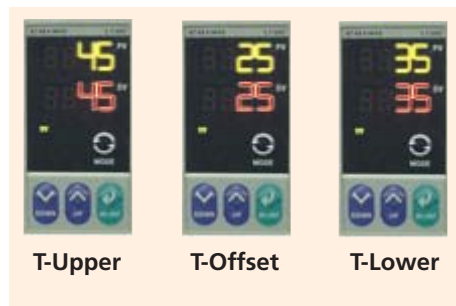 45 PV
45 SV
MODE
DOWN UP
25 PV
25 SV
MODE
DOWN UP
35 PV
35 SV
MODE
DOWN UP
T-Upper T-Offset T-Lower